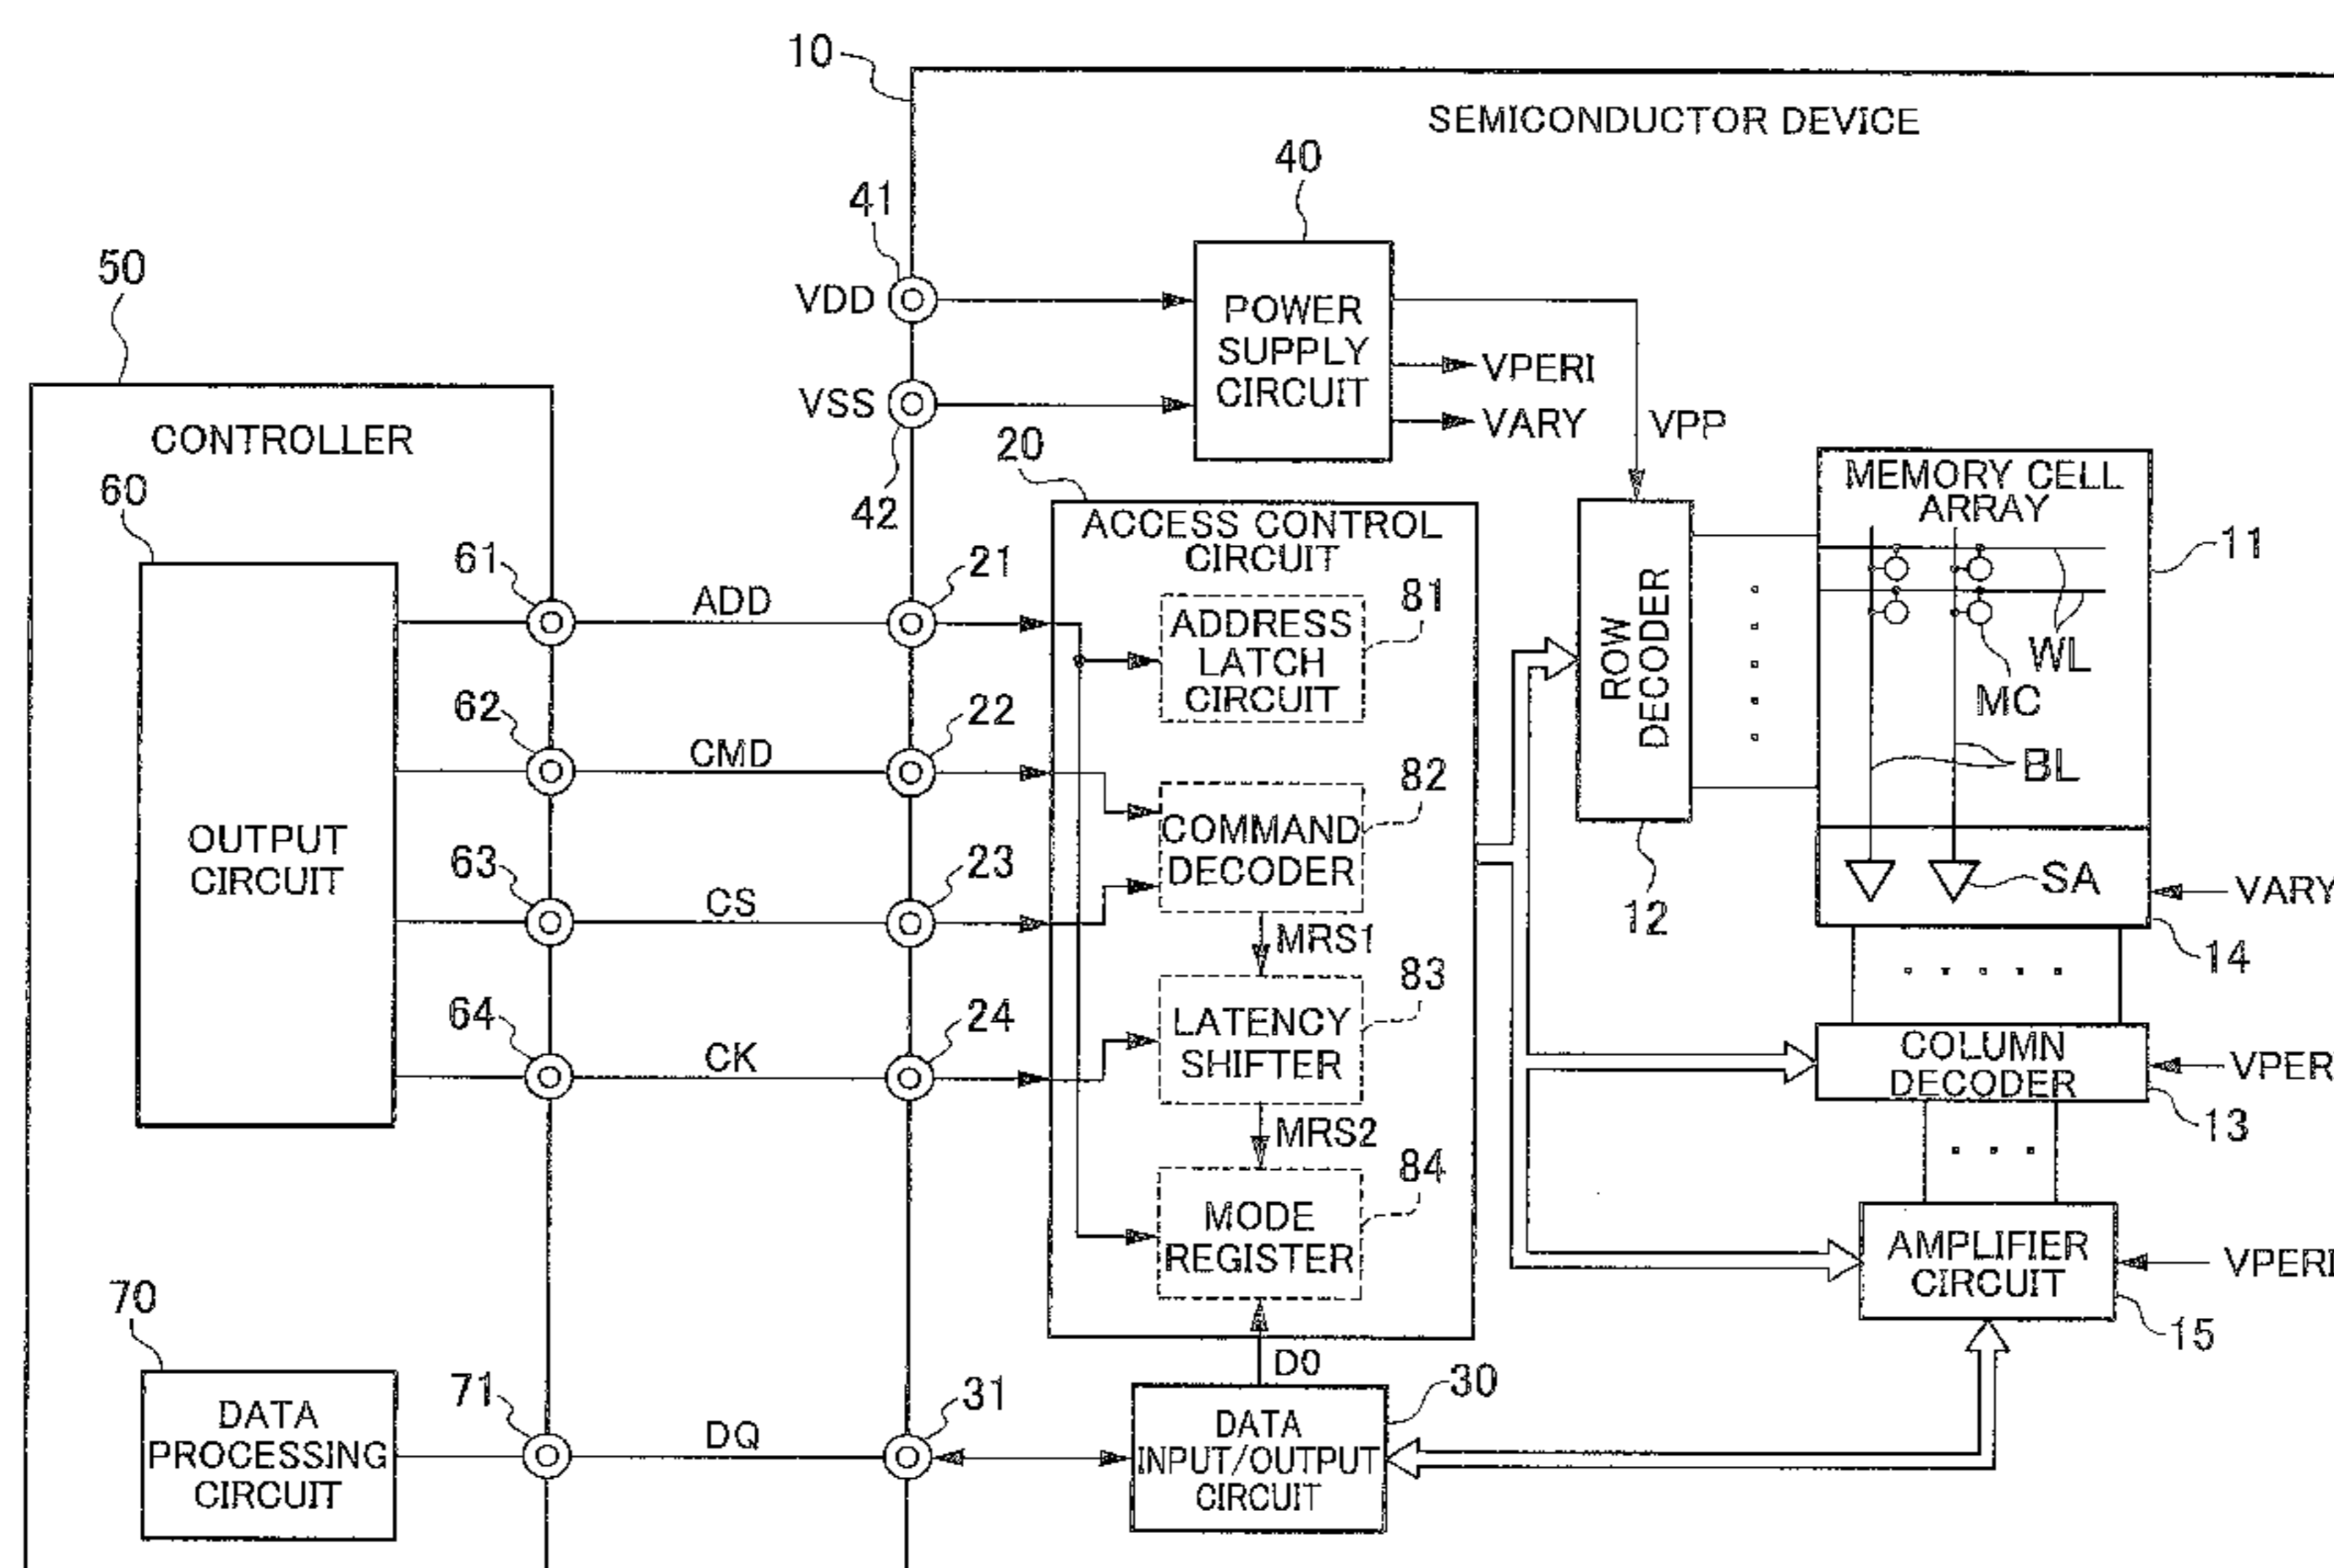 10
SEMICONDUCTOR DEVICE
40
41
VDD
POWER
SUPPLY
CIRCUIT
VPERI
VARY
VPP
VSS
42
50
CONTROLLER
60
OUTPUT
CIRCUIT
61
ADD
21
62
CMD
22
63
CS
23
64
CK
24
20
ACCESS CONTROL
CIRCUIT
81
ADDRESS
LATCH
CIRCUIT
82
COMMAND
DECODER
MRS1
83
LATENCY
SHIFTER
MRS2
84
MODE
REGISTER
D0
ROW
DECODER
12
MEMORY CELL
ARRAY
11
WL
MC
BL
SA
VARY
14
COLUMN
DECODER
VPER
13
AMPLIFIER
CIRCUIT
VPERI
15
70
DATA
PROCESSING
CIRCUIT
71
DQ
31
30
DATA
INPUT/OUTPUT
CIRCUIT